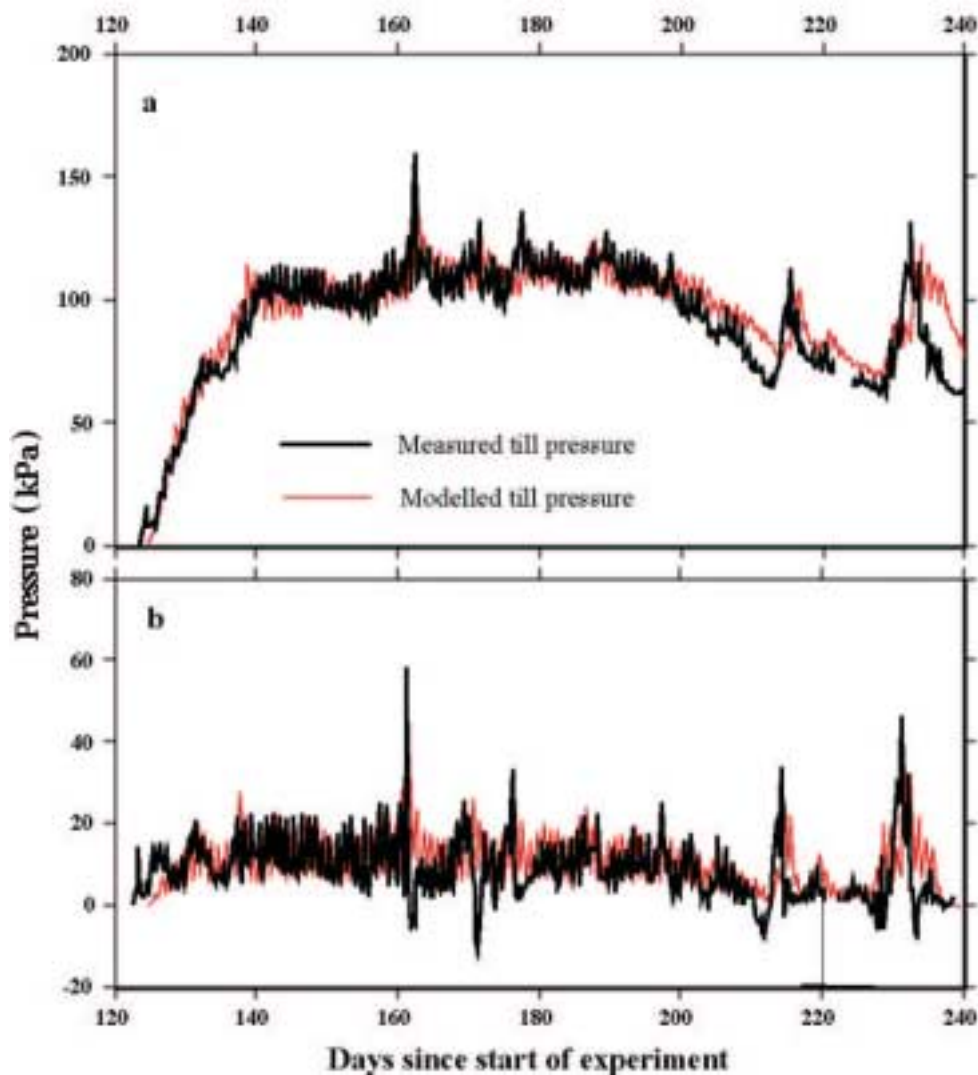 120 140 160 180 200 220 240
200
a
150
100
50
Measured till pressure
Modelled till pressure
0
Pressure (kPa)
80
b
60
40
20
0
-20
120 140 160 180 200 220 240
Days since start of experiment